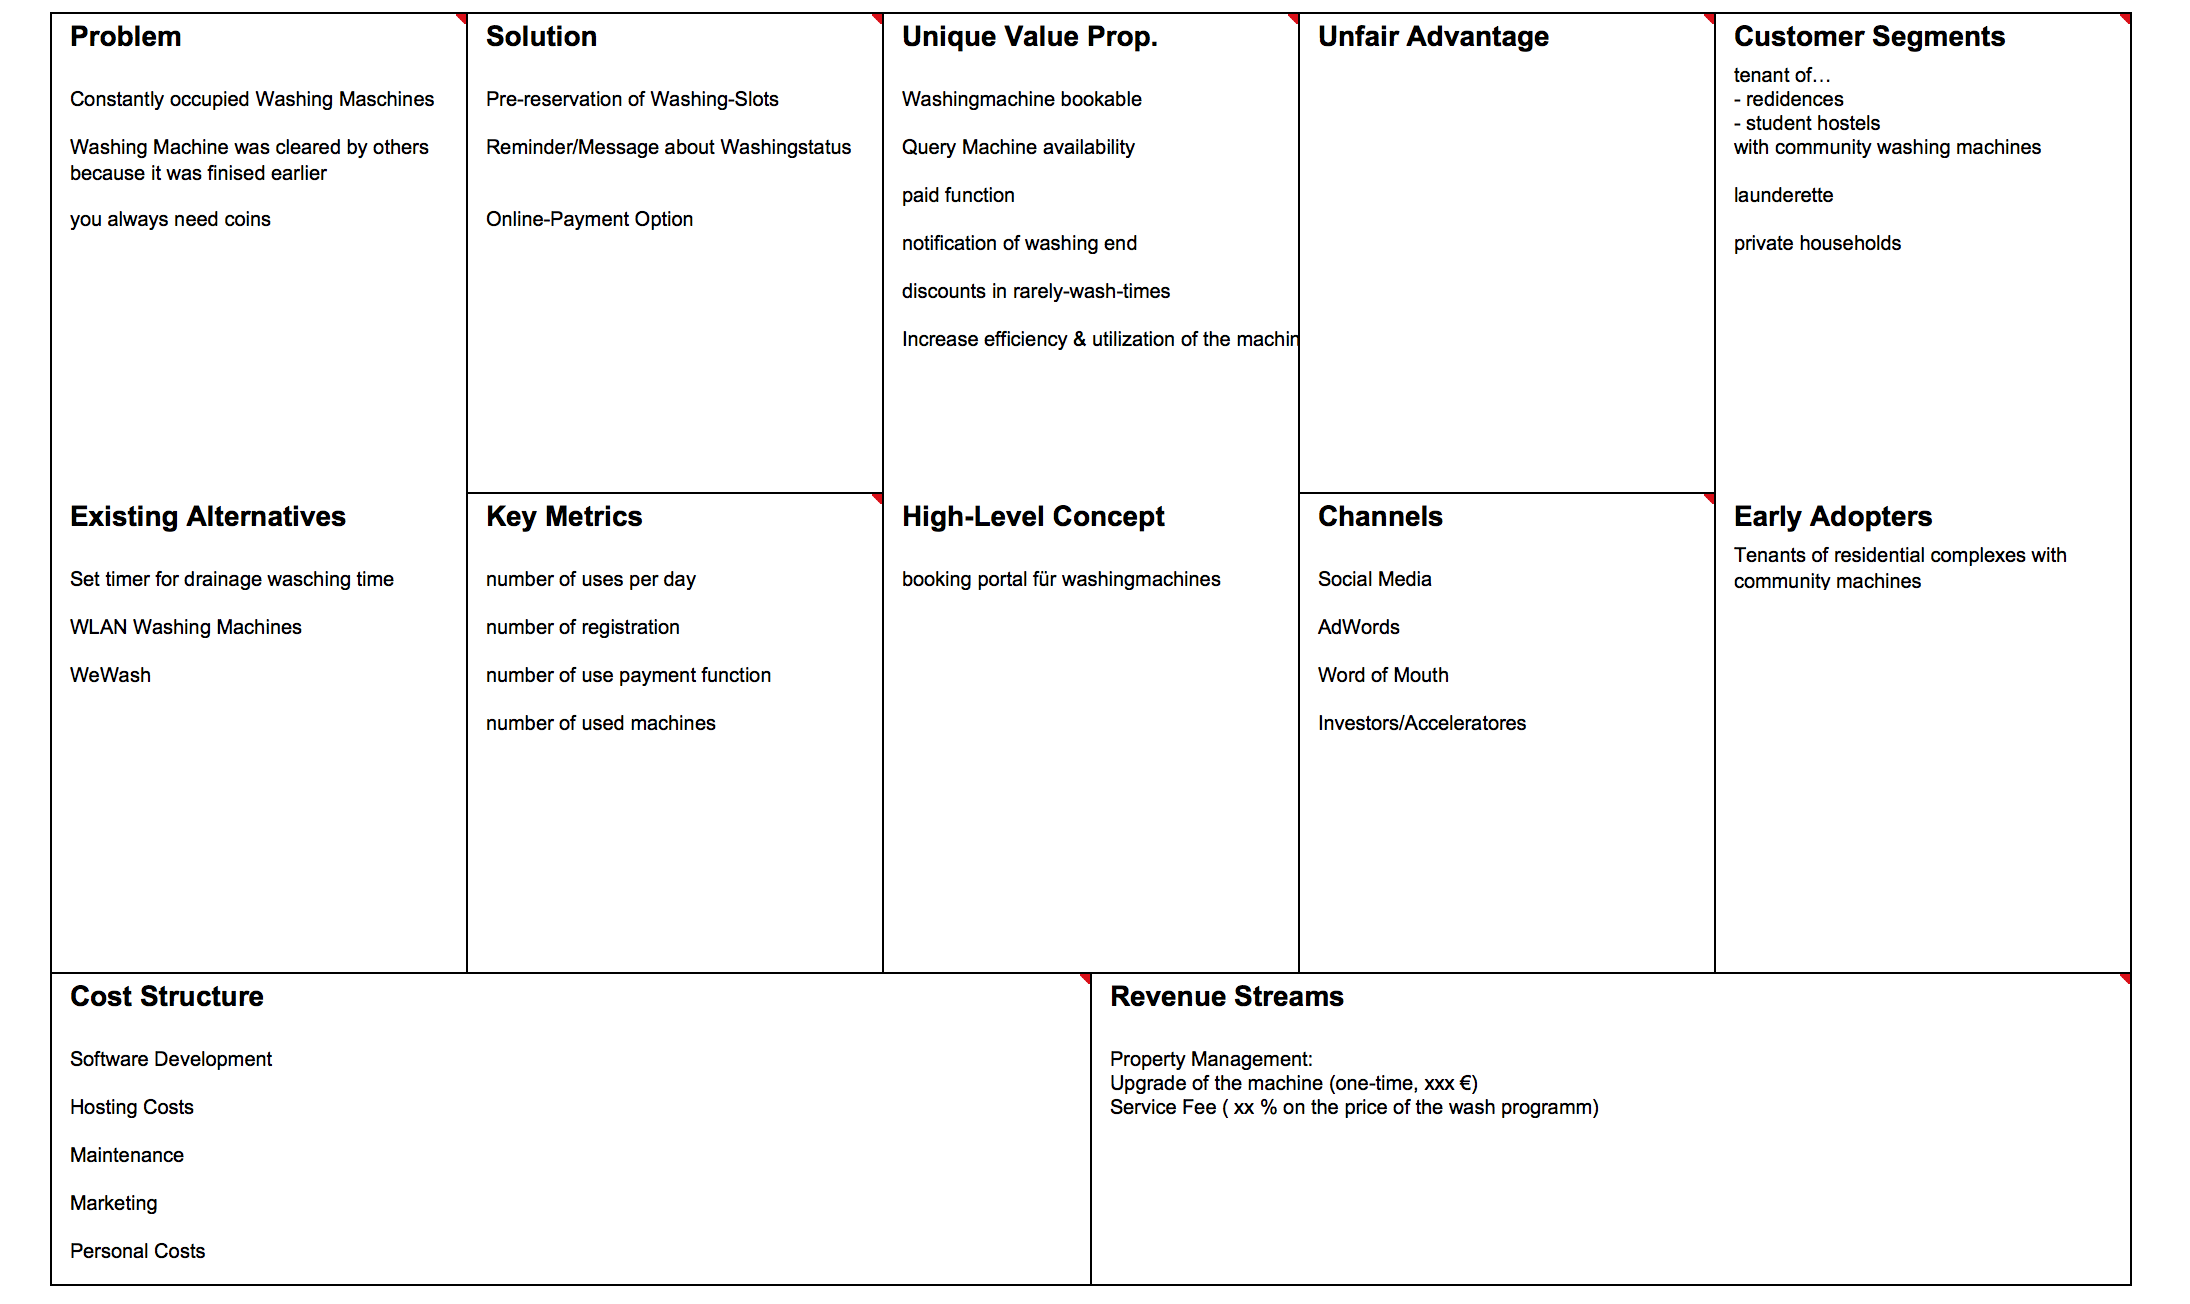 Problem
Constantly occupied Washing Maschines
Washing Machine was cleared by others
because it was finised earlier
you always need coins
Solution
Pre-reservation of Washing-Slots
Reminder/Message about Washingstatus
Online-Payment Option
Unique Value Prop.
Washingmachine bookable
Query Machine availability
paid function
notification of washing end
discounts in rarely-wash-times
Increase efficiency & utilization of the machin
Unfair Advantage
Customer Segments
tenant of…
- redidences
- student hostels
with community washing machines
launderette
private households
Existing Alternatives
Set timer for drainage wasching time
WLAN Washing Machines
WeWash
Key Metrics
number of uses per day
number of registration
number of use payment function
number of used machines
High-Level Concept
booking portal für washingmachines
Channels
Social Media
AdWords
Word of Mouth
Investors/Acceleratores
Early Adopters
Tenants of residential complexes with
community machines
Cost Structure
Software Development
Hosting Costs
Maintenance
Marketing
Personal Costs
Revenue Streams
Property Management:
Upgrade of the machine (one-time, xxx €)
Service Fee ( xx % on the price of the wash programm)